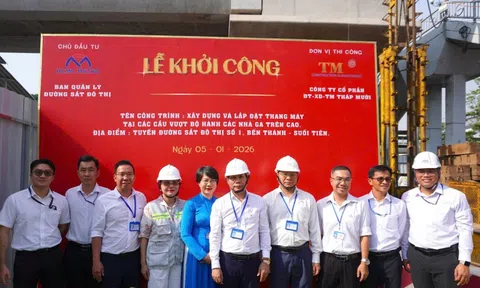 CHỦ ĐẦU TƯ
BAN QUẢN LÝ
ĐƯỜNG SẮT ĐÔ THỊ
LỄ KHỞI CÔNG
ĐƠN VỊ THI CÔNG
TM
CÔNG TY CỔ PHẦN
ĐT-XD-TM THÁP MƯỜI
TÊN CÔNG TRÌNH : XÂY DỰNG VÀ LẮP ĐẶT THANG MÁY
TẠI CÁC CẦU VƯỢT BỘ HÀNH CÁC NHÀ GA TRÊN CAO.
ĐỊA ĐIỂM : TUYẾN ĐƯỜNG SẮT ĐÔ THỊ SỐ 1, BẾN THÀNH - SUỐI TIÊN.
Ngày 05 - 01 - 2026